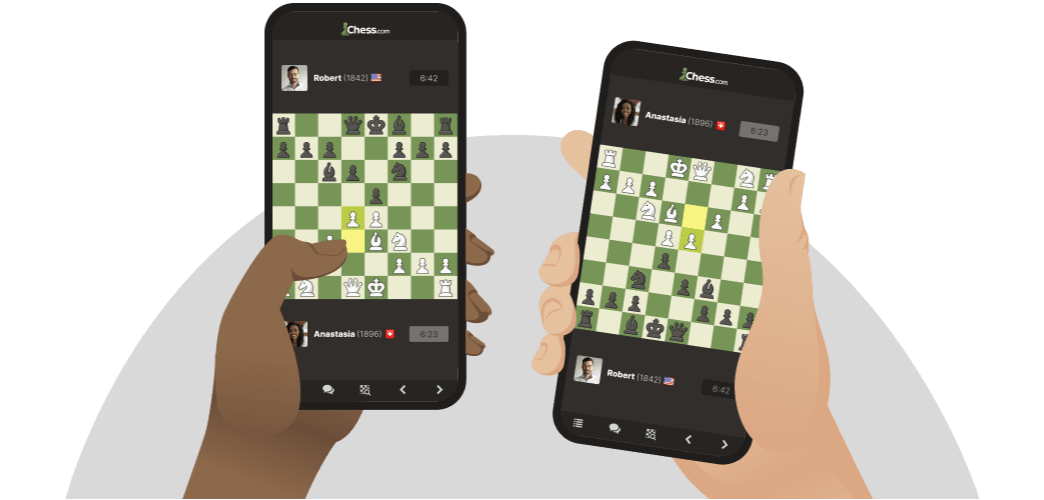 Chess.com
Robert (1842)
6:42
Anastasia (1896)
6:23
Chess.com
Anastasia (1896)
6:23
Robert (1842)
6:42